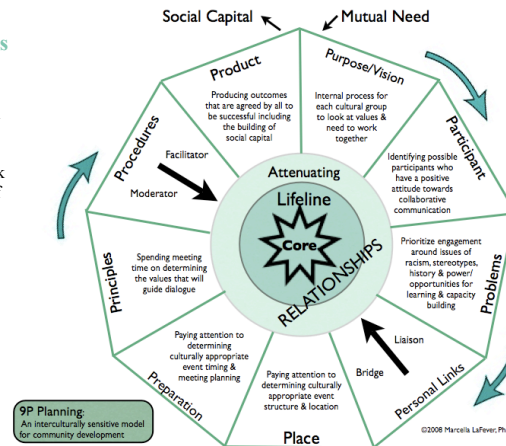 s
k
Social Capital
Mutual Need
Product
Producing outcomes
that are agreed by all to
be successful including
the building of
social capital
Purpose/Vision
Internal process for
each cultural group
to look at values &
need to work
together
Participant
Identifying possible
participants who
have a positive
attitude towards
collaborative
communication
Problems
Prioritize engagement
around issues of
racism, stereotypes,
history & power/
opportunities for
learning & capacity
building
Personal Links
Liaison
Bridge
Place
Paying attention to
determining culturally
appropriate event
structure & location
Preparation
Paying attention to
determining
culturally appropriate
event timing &
meeting planning
Principles
Spending meeting
time on determining
the values that will
guide dialogue
Procedures
Facilitator
Moderator
Attenuating
Lifeline
Core
RELATIONSHIPS
9P Planning:
An interculturally sensitive model
for community development
©2008 Marcella LaFever, Ph